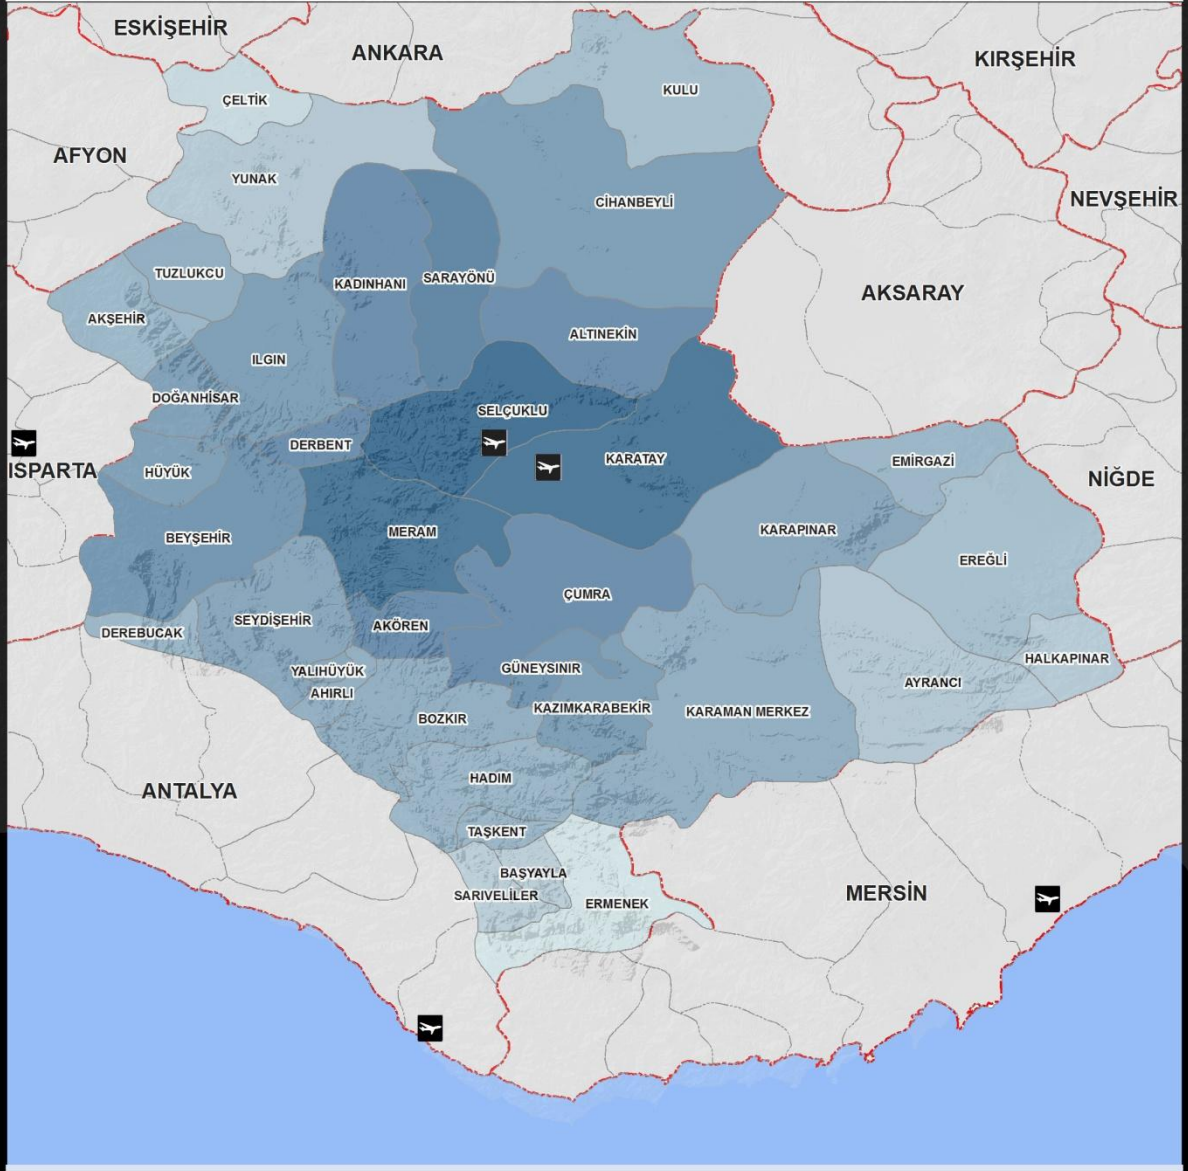 ESKİŞEHİR
ANKARA
KIRŞEHİR
ÇELTİK
KULU
AFYON
YUNAK
CİHANBEYLİ
NEVŞEHİR
TUZLUKCU
KADINHANI
SARAYÖNÜ
AKSARAY
AKŞEHİR
ALTINEKİN
ILGIN
DOĞANHİSAR
SELÇUKLU
DERBENT
KARATAY
EMİRGAZİ
ISPARTA
HÜYÜK
NİĞDE
BEYŞEHİR
MERAM
KARAPINAR
EREĞLİ
ÇUMRA
SEYDİŞEHİR
AKÖREN
DEREBUCAK
HALKAPINAR
YALIHÜYÜK
GÜNEYSINIR
AHIRLI
AYRANCI
KAZIMKARABEKİR
KARAMAN MERKEZ
BOZKIR
HADIM
ANTALYA
TAŞKENT
BAŞYAYLA
SARIVELİLER
ERMENEK
MERSİN